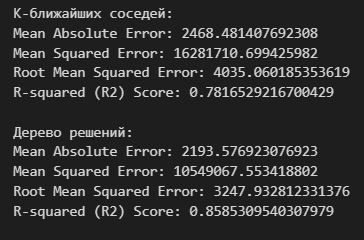 К-ближайших соседей:
Mean Absolute Error: 2468.481407692308
Mean Squared Error: 16281710.699425982
Root Mean Squared Error: 4035.060185353619
R-squared (R2) Score: 0.7816529216700429

Дерево решений:
Mean Absolute Error: 2193.576923076923
Mean Squared Error: 10549067.553418802
Root Mean Squared Error: 3247.932812331376
R-squared (R2) Score: 0.8585309540307979